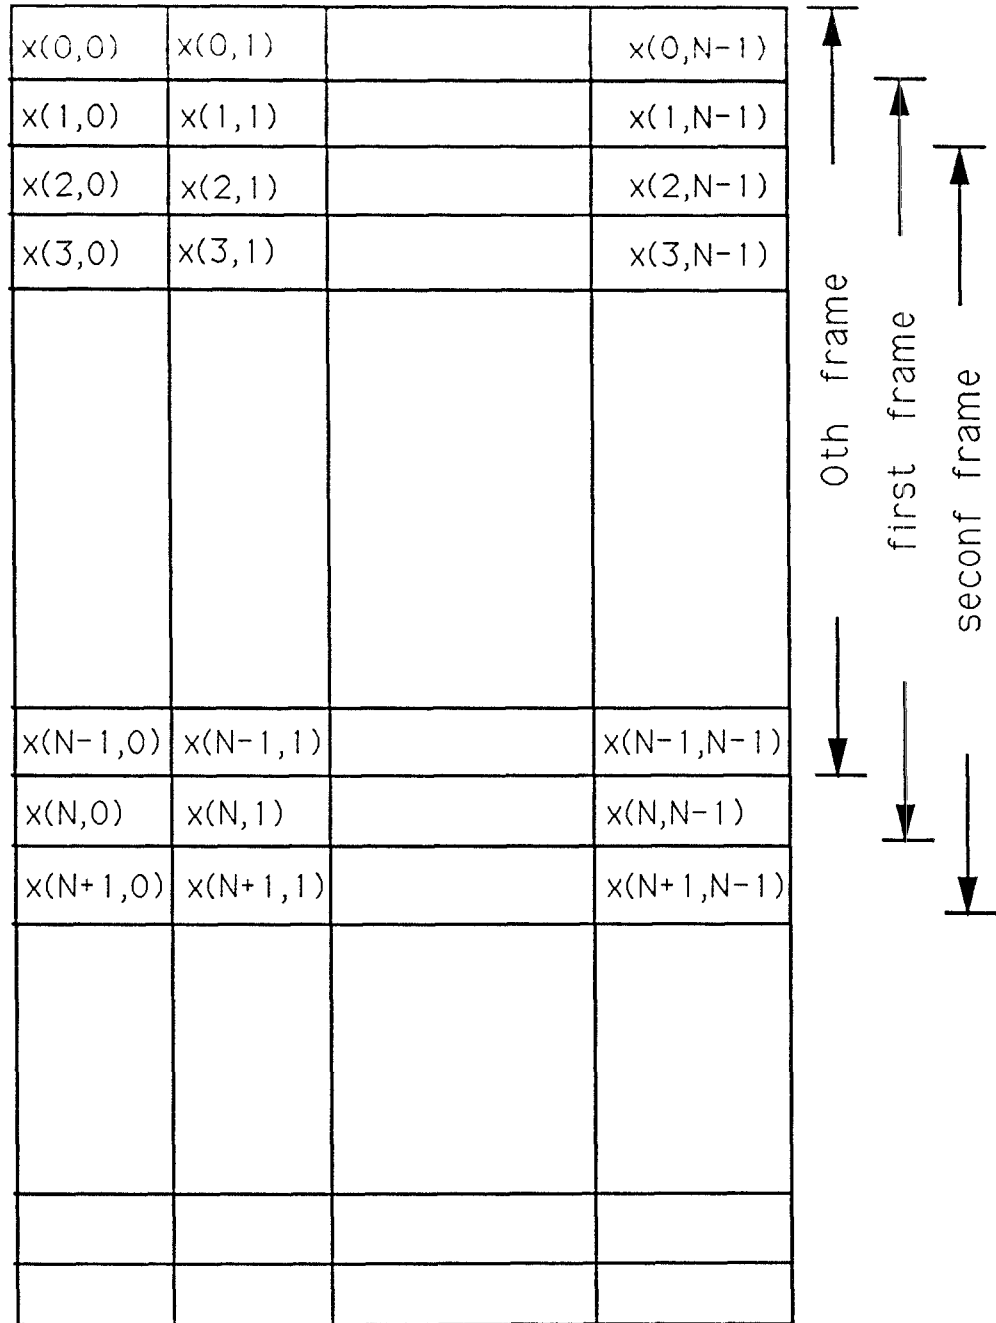 x(0,0) x(0,1) x(0,N-1)
x(1,0) x(1,1) x(1,N-1)
x(2,0) x(2,1) x(2,N-1)
x(3,0) x(3,1) x(3,N-1)
x(N-1,0) x(N-1,1) x(N-1,N-1)
x(N,0) x(N,1) x(N,N-1)
x(N+1,0) x(N+1,1) x(N+1,N-1)
0th frame
first frame
seconf frame